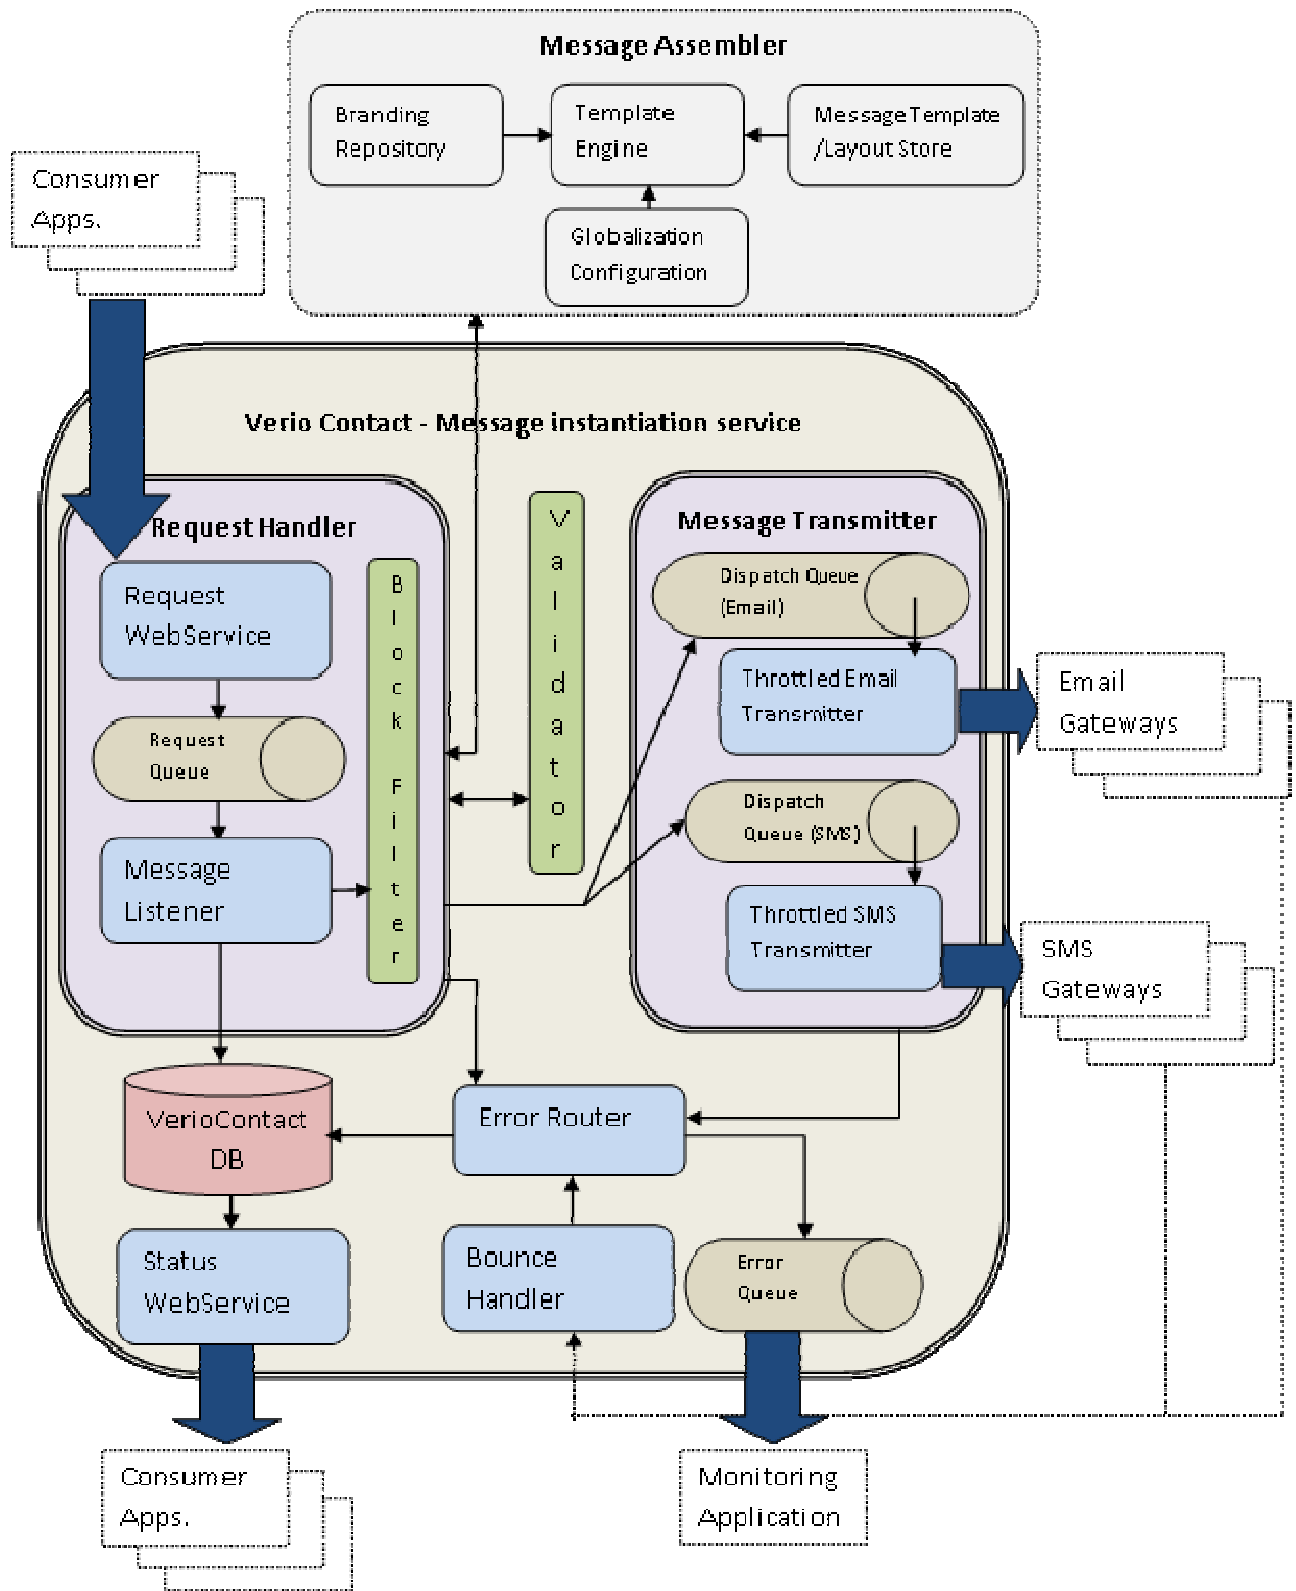 Message Assembler
Branding
Repository
Template
Engine
Message Template
/Layout Store
Globalization
Configuration
Consumer
Apps.
Verio Contact - Message instantiation service
Request Handler
Request
WebService
Request
Queue
Message
Listener
Block Filter
Validator
Message Transmitter
Dispatch Queue
(Email)
Throttled Email
Transmitter
Dispatch
Queue (SMS)
Throttled SMS
Transmitter
Email
Gateways
SMS
Gateways
VerioContact
DB
Error Router
Status
WebService
Bounce
Handler
Error
Queue
Consumer
Apps.
Monitoring
Application